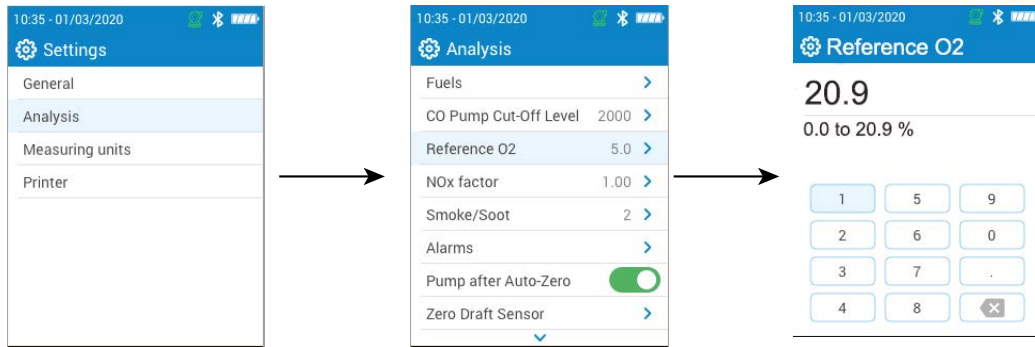 10:35 - 01/03/2020
Settings
General
Analysis
Measuring units
Printer
10:35 - 01/03/2020
Analysis
Fuels
CO Pump Cut-Off Level 2000
Reference O2 5.0
NOx factor 1.00
Smoke/Soot 2
Alarms
Pump after Auto-Zero
Zero Draft Sensor
10:35 - 01/03/2020
Reference O2
20.9
0.0 to 20.9 %
1 5 9
2 6 0
3 7 .
4 8